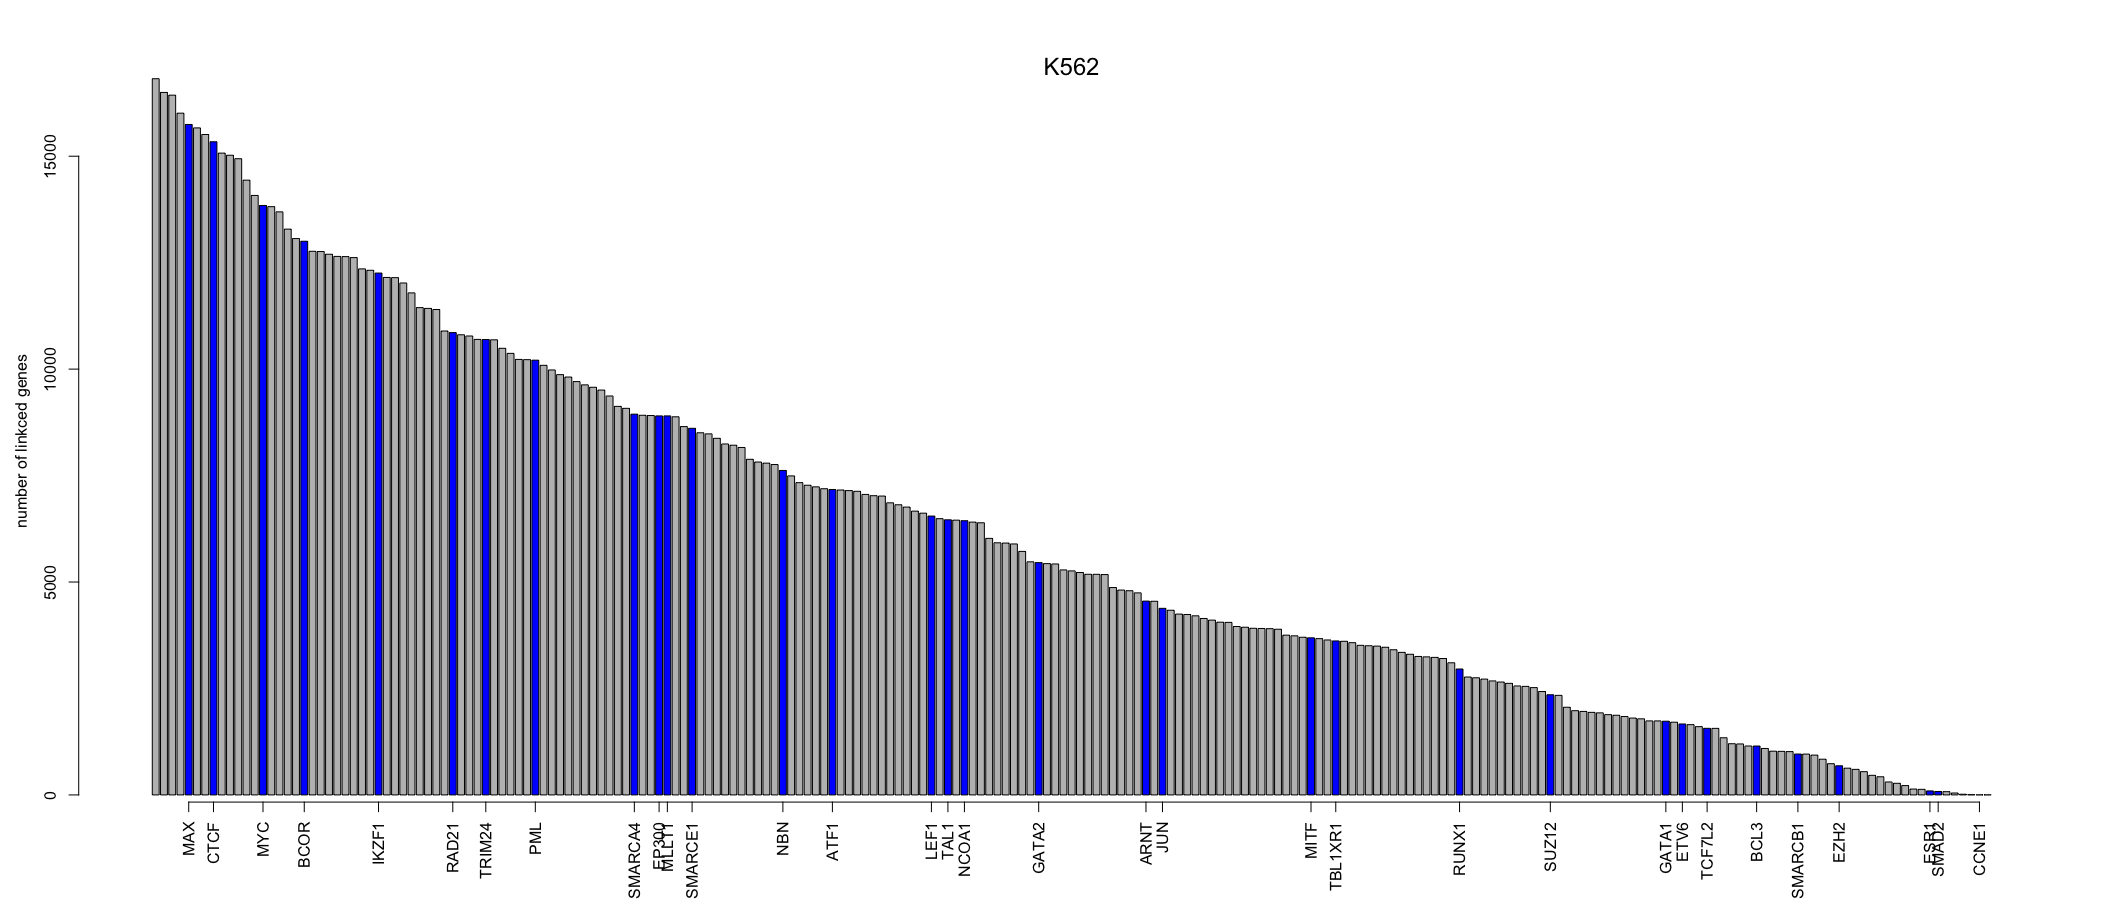 K562
number of linkced genes
15000
10000
5000
0
MAX
CTCF
MYC
BCOR
IKZF1
RAD21
TRIM24
PML
SMARCA4
EP300
MLLT1
SMARCE1
NBN
ATF1
LEF1
TAL1
NCOA1
GATA2
ARNT
JUN
MITF
TBL1XR1
RUNX1
SUZ12
GATA1
ETV6
TCF7L2
BCL3
SMARCB1
EZH2
ESR1
SMAD2
CCNE1